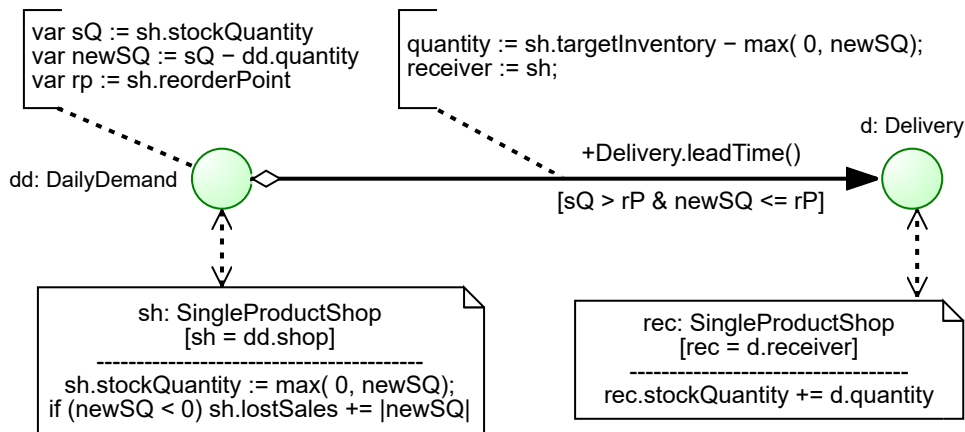 var sQ := sh.stockQuantity
var newSQ := sQ − dd.quantity
var rp := sh.reorderPoint
quantity := sh.targetInventory − max( 0, newSQ);
receiver := sh;
d: Delivery
+Delivery.leadTime()
dd: DailyDemand
[sQ > rP & newSQ <= rP]
sh: SingleProductShop
[sh = dd.shop]
-----------------------------------------
sh.stockQuantity := max( 0, newSQ);
if (newSQ < 0) sh.lostSales += |newSQ|
rec: SingleProductShop
[rec = d.receiver]
-----------------------------------
rec.stockQuantity += d.quantity